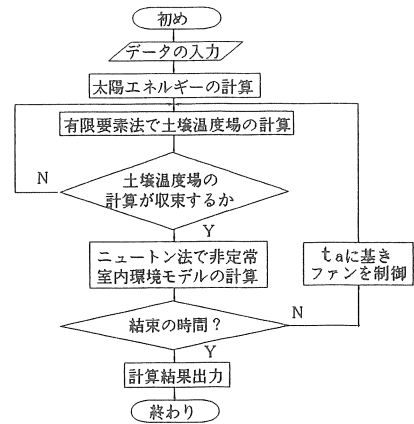 初め
データの入力
太陽エネルギーの計算
有限要素法で土壌温度場の計算
N
土壌温度場の
計算が収束するか
Y
ニュートン法で非定常
室内環境モデルの計算
taに基き
ファンを制御
結束の時間？
N
Y
計算結果出力
終わり